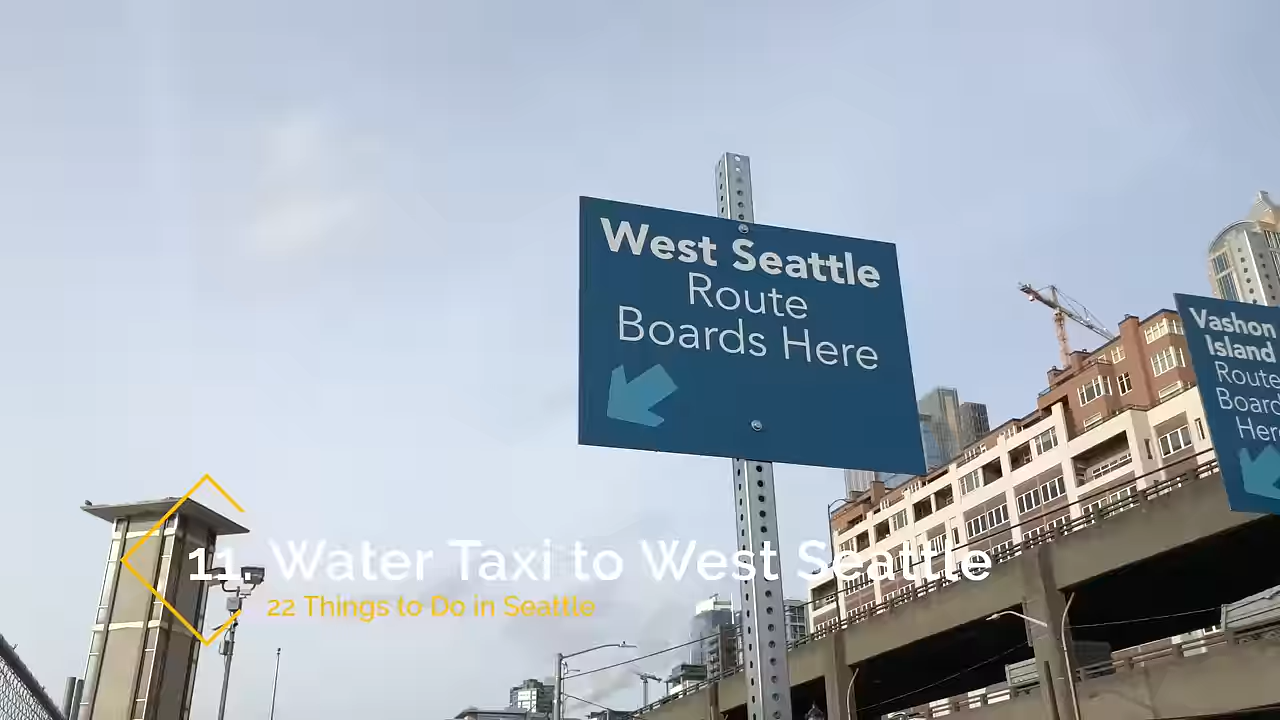 West Seattle
Route
Boards Here
Vashon
Island
Route
Board
Her
11. Water Taxi to West Seattle
22 Things to Do in Seattle